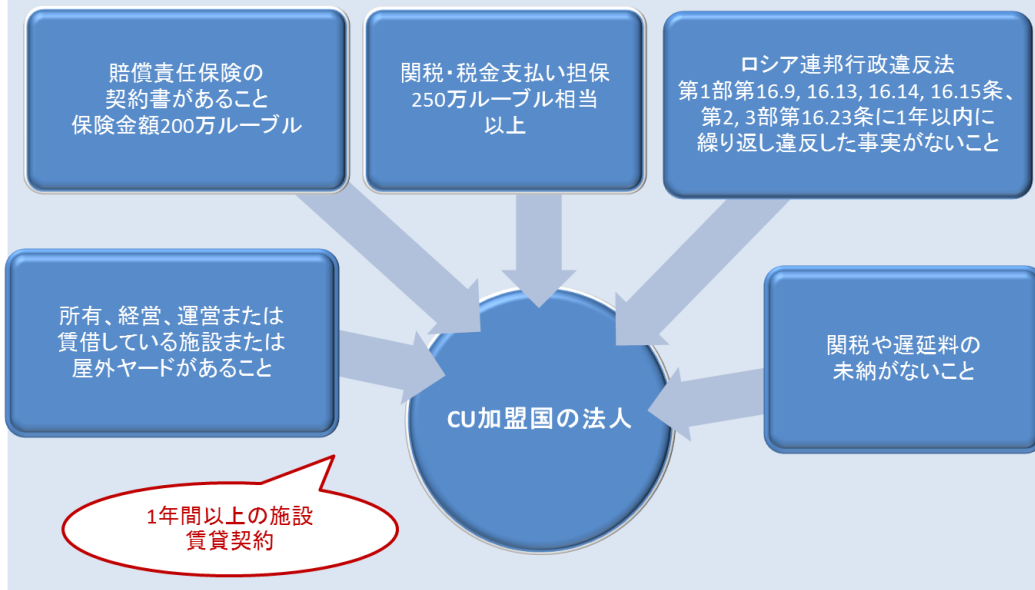 賠償責任保険の
契約書があること
保険金額200万ルーブル
関税・税金支払い担保
250万ルーブル相当
以上
ロシア連邦行政違反法
第1部第16.9, 16.13, 16.14, 16.15条、
第2, 3部第16.23条に1年以内に
繰り返し違反した事実がないこと
所有、経営、運営または
賃借している施設または
屋外ヤードがあること
関税や遅延料の
未納がないこと
CU加盟国の法人
1年間以上の施設
賃貸契約